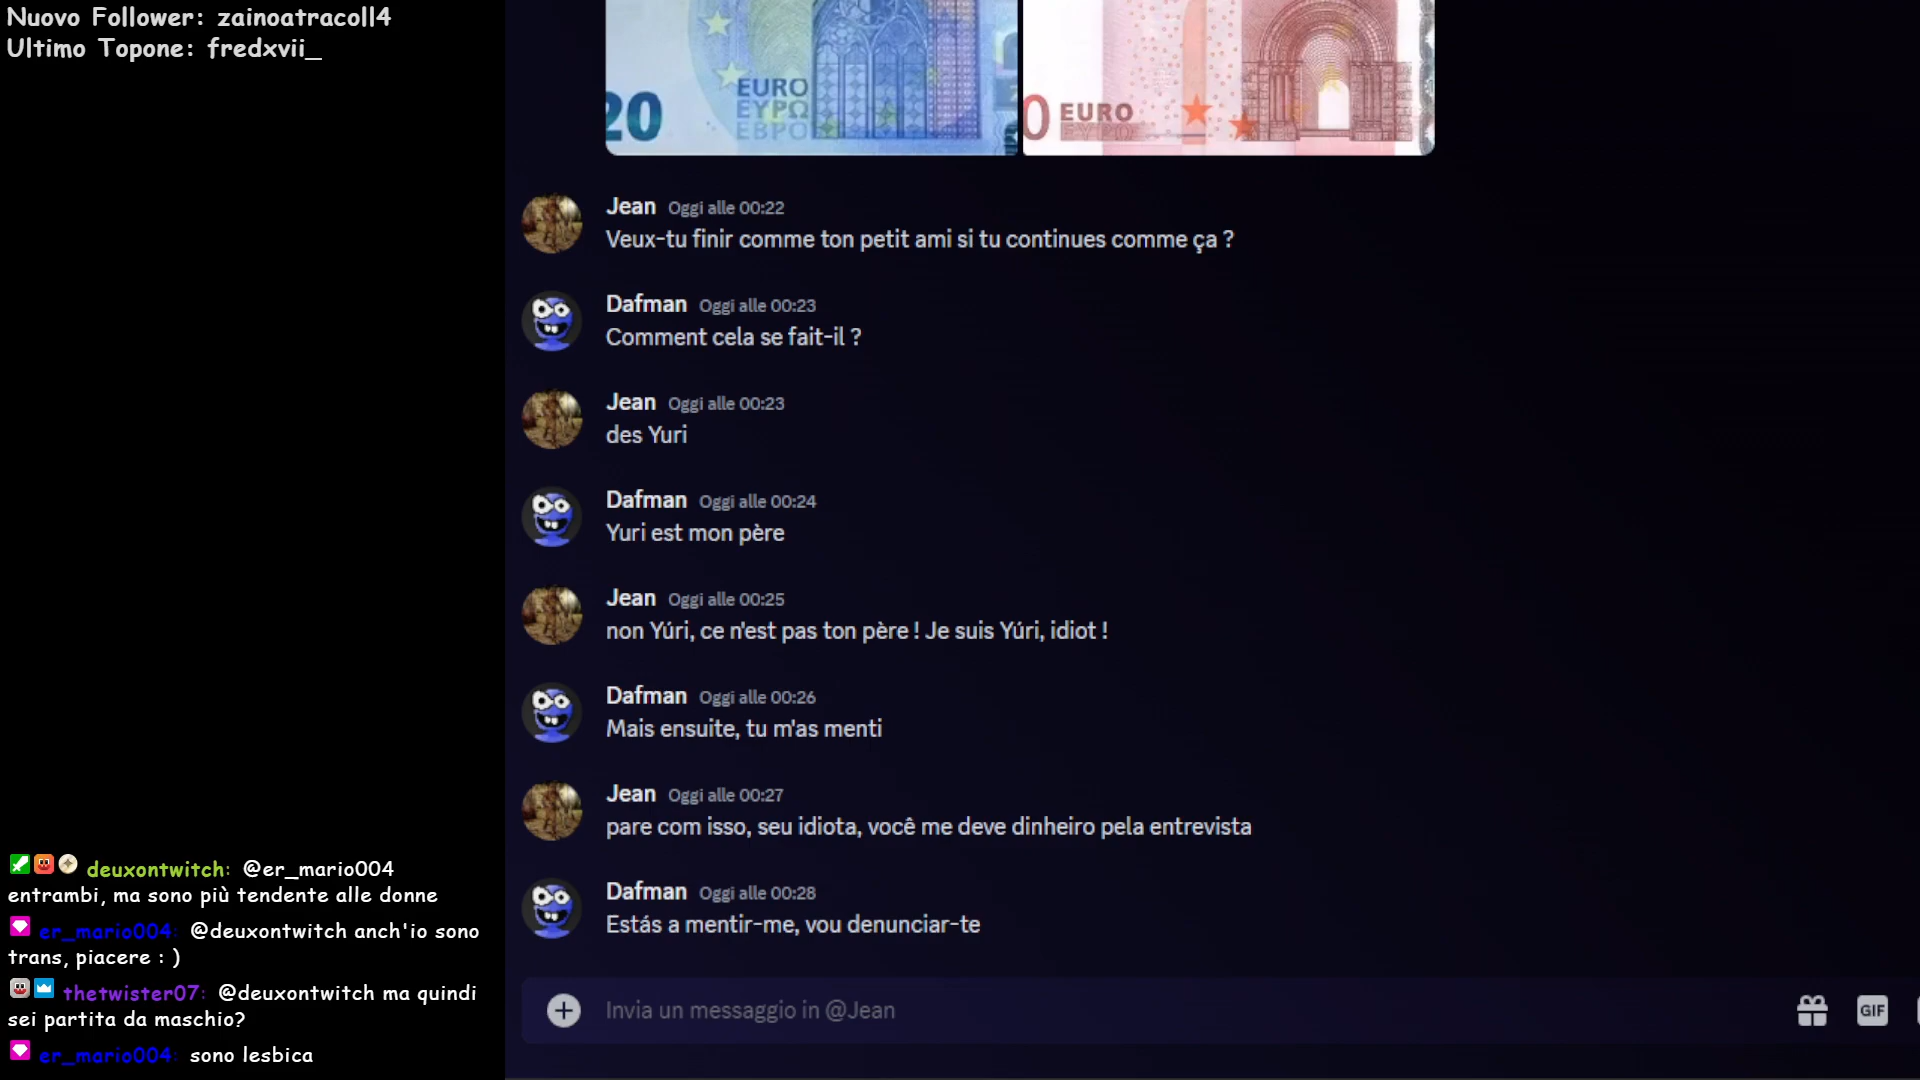 Nuovo Follower: zainoatracoll4
Ultimo Topone: fredxvii_
20
EURO
ΕΥΡΩ
ЕВРО
0 EURO
ΕΥΡΩ
Jean Oggi alle 00:22
Veux-tu finir comme ton petit ami si tu continues comme ça ?
Dafman Oggi alle 00:23
Comment cela se fait-il ?
Jean Oggi alle 00:23
des Yuri
Dafman Oggi alle 00:24
Yuri est mon père
Jean Oggi alle 00:25
non Yúri, ce n'est pas ton père ! Je suis Yúri, idiot !
Dafman Oggi alle 00:26
Mais ensuite, tu m'as menti
Jean Oggi alle 00:27
pare com isso, seu idiota, você me deve dinheiro pela entrevista
Dafman Oggi alle 00:28
Estás a mentir-me, vou denunciar-te
Invia un messaggio in @Jean
GIF
deuxontwitch: @er_mario004
entrambi, ma sono più tendente alle donne
er_mario004: @deuxontwitch anch'io sono
trans, piacere : )
thetwister07: @deuxontwitch ma quindi
sei partita da maschio?
er_mario004: sono lesbica